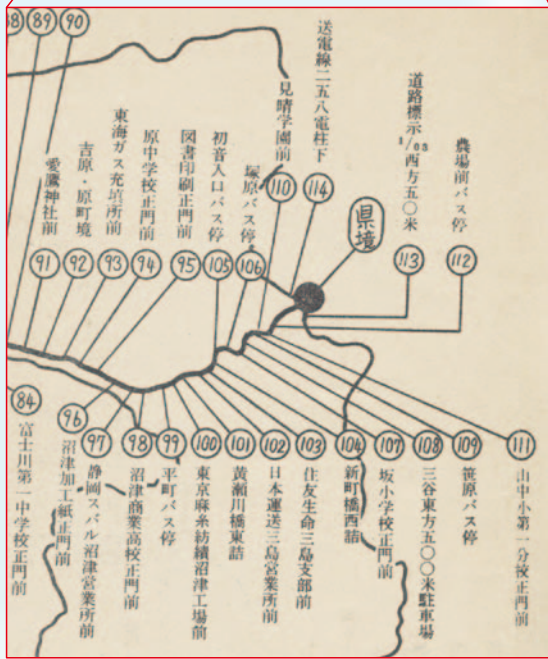 88
89
90
送電線二五八電柱下
114
見晴学園前
110
道路標示
1/03西方五〇米
113
農場前バス停
112
県境
塚原バス停
106
初音入口バス停
105
図書印刷正門前
95
原中学校正門前
94
東海ガス充填所前
93
吉原・原町境
92
愛鷹神社前
91
84
富士川第一中学校正門前
96
沼津加工紙正門前
97
静岡スバル沼津営業所前
98
沼津商業高校正門前
99
平町バス停
100
東京麻糸紡績沼津工場前
101
黄瀬川橋東詰
102
日本運送三島営業所前
103
住友生命三島支部前
104
新町橋西詰
107
坂小学校正門前
108
三谷東方五〇〇米駐車場
109
笹原バス停
111
山中小第一分校正門前